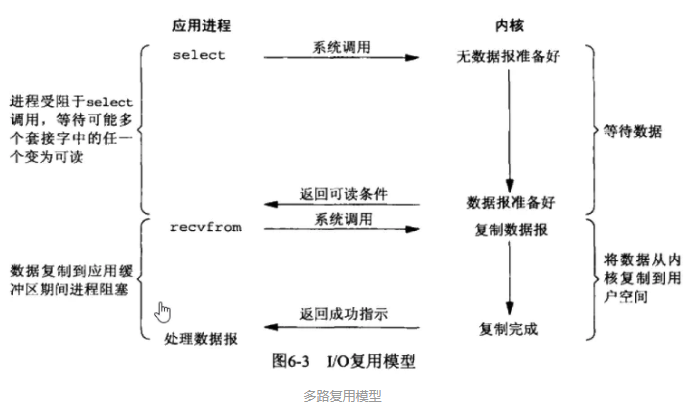 应用进程
内核
select
系统调用
无数据报准备好
进程受阻于select
调用，等待可能多
个套接字中的任一
个变为可读
等待数据
返回可读条件
数据报准备好
recvfrom
系统调用
复制数据报
数据复制到应用缓
冲区期间进程阻塞
将数据从内
核复制到用
户空间
返回成功指示
处理数据报
复制完成
图6-3 I/O复用模型
多路复用模型